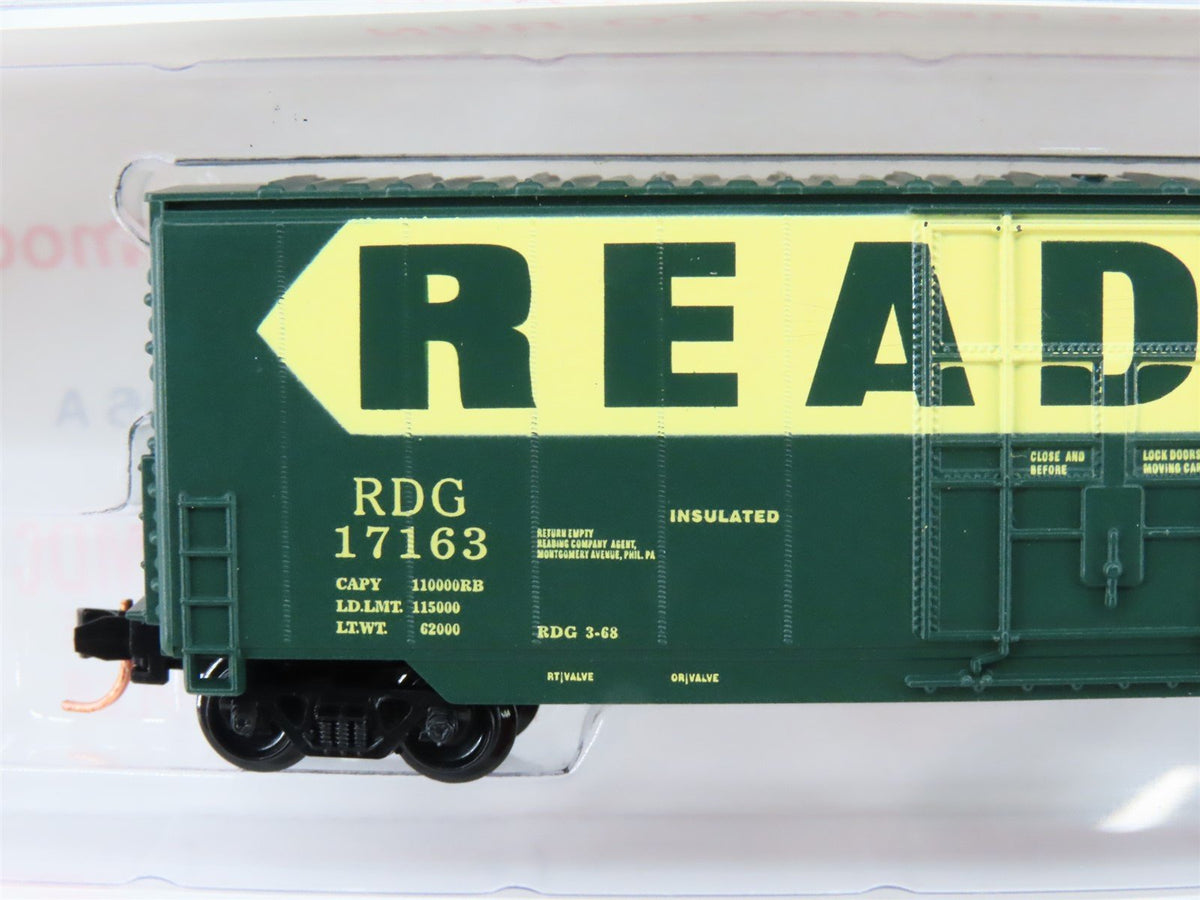 READ
CLOSE AND
BEFORE
LOCK DOORS
MOVING CAR
RDG
17163
INSULATED
RETURN EMPTY
READING COMPANY AGENT,
MONTGOMERY AVENUE, PHIL. PA
CAPY 110000RB
LD.LMT. 115000
LT.WT. 62000
RDG 3-68
RT|VALVE
OR|VALVE